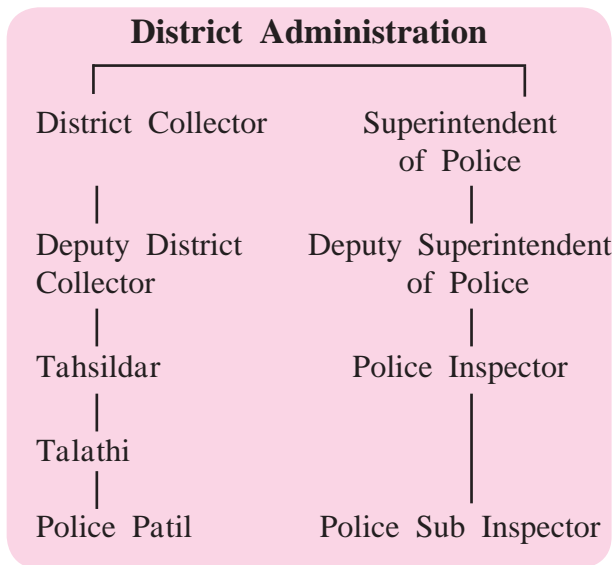 District Administration
District Collector
Superintendent
of Police
Deputy District
Collector
Deputy Superintendent
of Police
Tahsildar
Police Inspector
Talathi
Police Patil
Police Sub Inspector